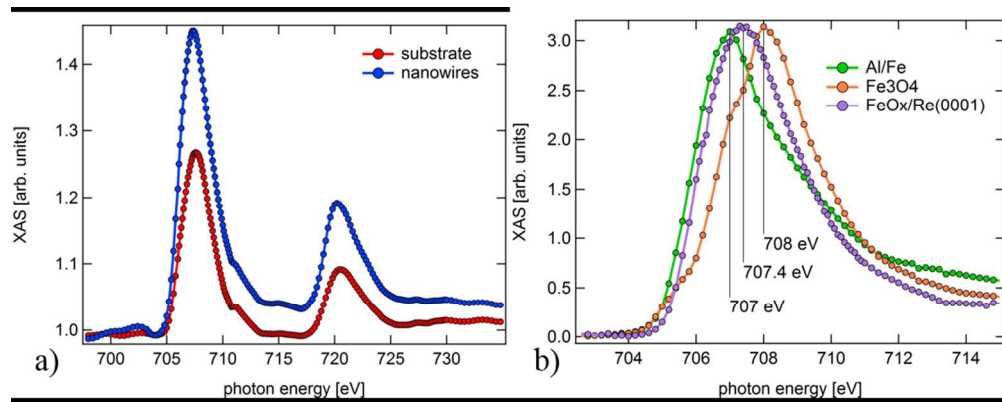 XAS [arb. units]
1.4
1.3
1.2
1.1
1.0
substrate
nanowires
700
705
710
715
720
725
730
a)
photon energy [eV]
XAS [arb. units]
3.0
2.5
2.0
1.5
1.0
0.5
0.0
Al/Fe
Fe3O4
FeOx/Re(0001)
708 eV
707.4 eV
707 eV
704
706
708
710
712
714
b)
photon energy [eV]